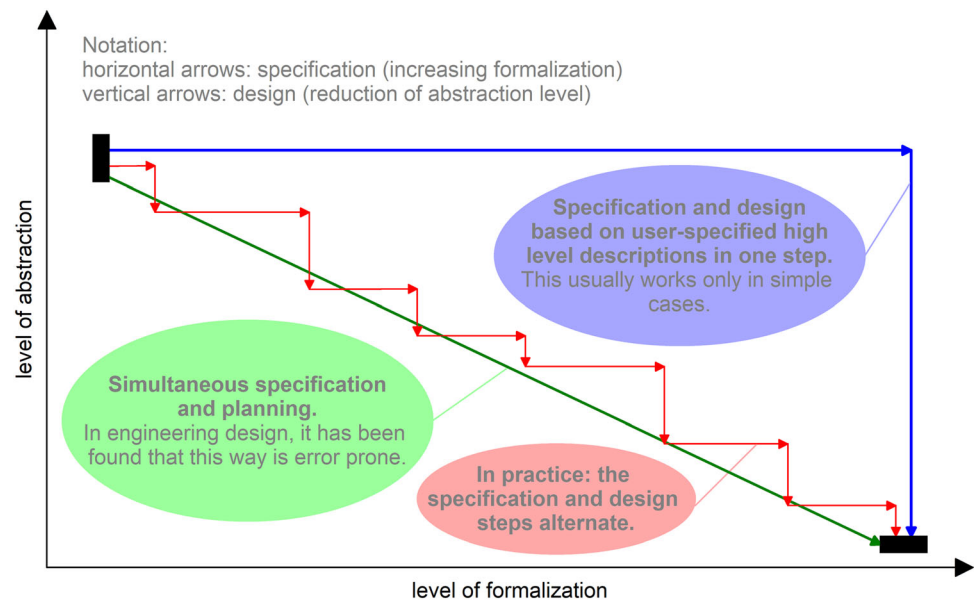 Notation:
horizontal arrows: specification (increasing formalization)
vertical arrows: design (reduction of abstraction level)
level of abstraction
Specification and design
based on user-specified high
level descriptions in one step.
This usually works only in simple
cases.
Simultaneous specification
and planning.
In engineering design, it has been
found that this way is error prone.
In practice: the
specification and design
steps alternate.
level of formalization